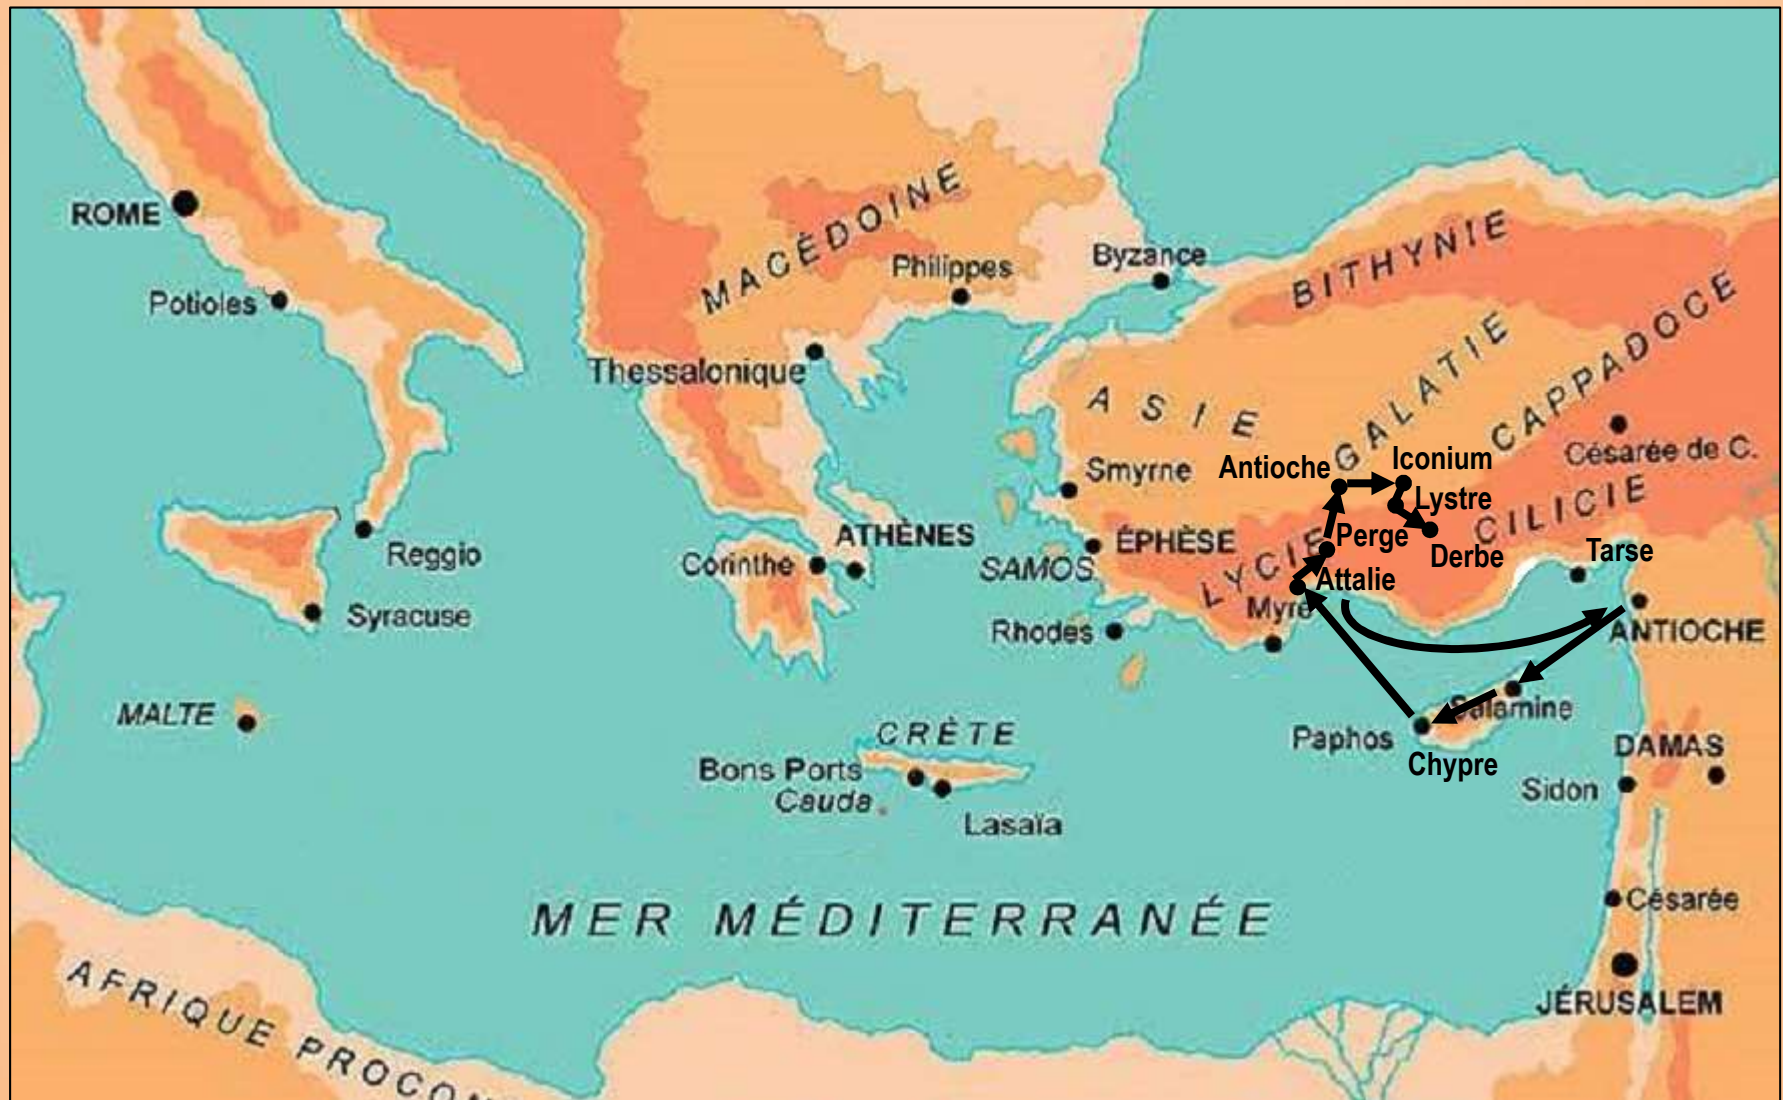 ROME
Potioles
MACÉDOINE
Philippes
Byzance
BITHYNIE
Thessalonique
ASIE
GALATIE
CAPPADOCE
Césarée de C.
Smyrne
Antioche
Iconium
Lystre
CILICIE
Reggio
Corinthe
ATHÈNES
SAMOS
ÉPHÈSE
LYCIE
Perge
Derbe
Tarse
Attalie
Myre
Syracuse
Rhodes
ANTIOCHE
MALTE
CRÈTE
Salamine
Paphos
Chypre
DAMAS
Bons Ports
Cauda
Lasaïa
Sidon
MER MÉDITERRANÉE
Césarée
JÉRUSALEM
AFRIQUE PROCON